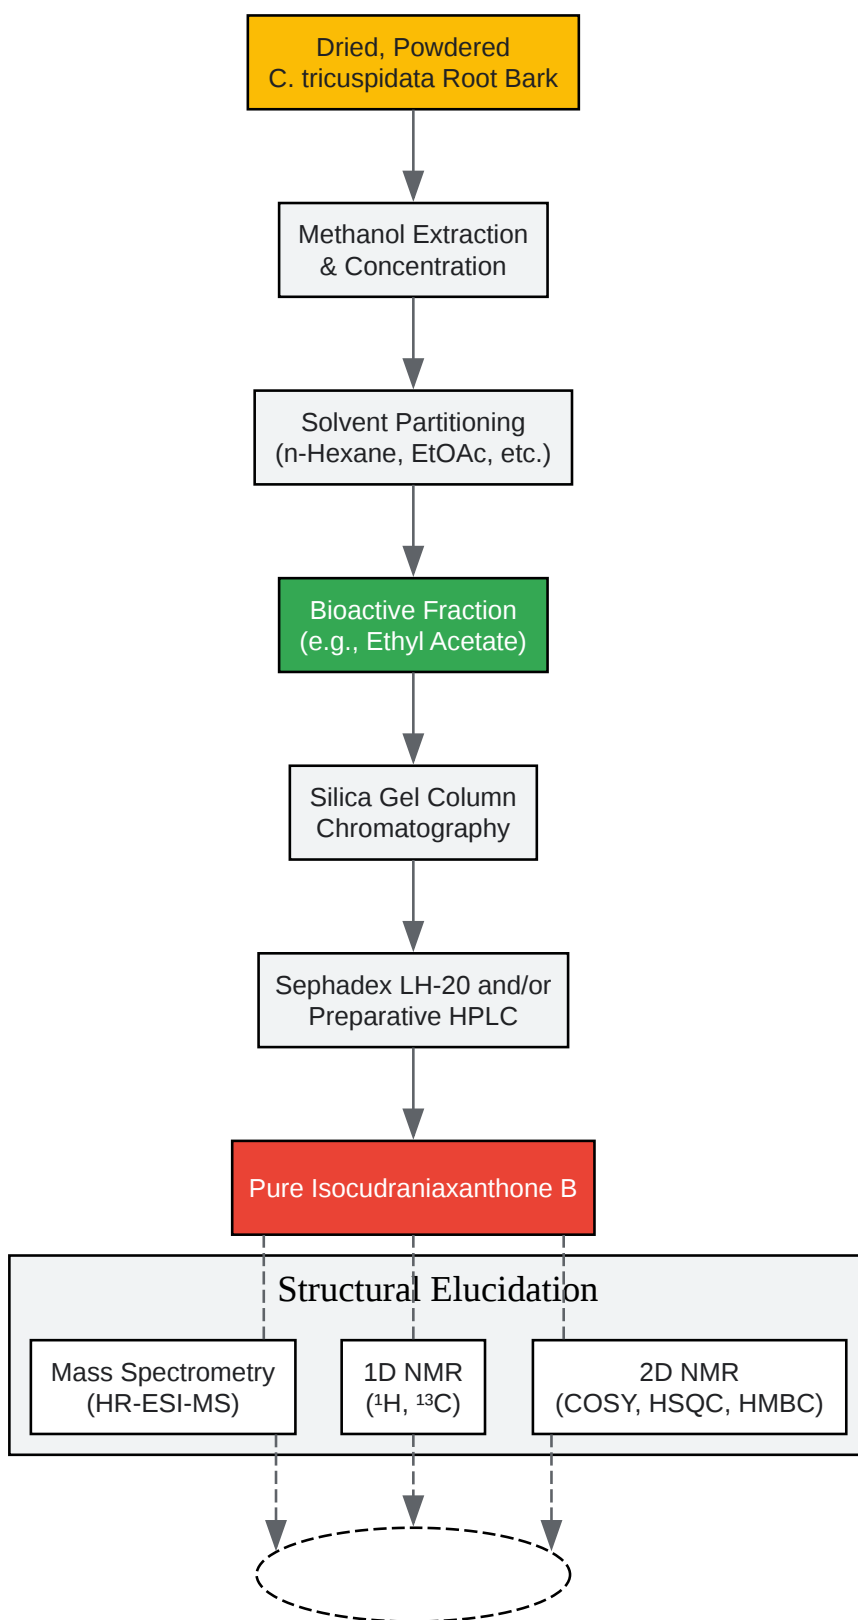 Dried, Powdered
C. tricuspidata Root Bark
Methanol Extraction
& Concentration
Solvent Partitioning
(n-Hexane, EtOAc, etc.)
Bioactive Fraction
(e.g., Ethyl Acetate)
Silica Gel Column
Chromatography
Sephadex LH-20 and/or
Preparative HPLC
Pure Isocudraniaxanthone B
Structural Elucidation
Mass Spectrometry
(HR-ESI-MS)
1D NMR
(¹H, ¹³C)
2D NMR
(COSY, HSQC, HMBC)